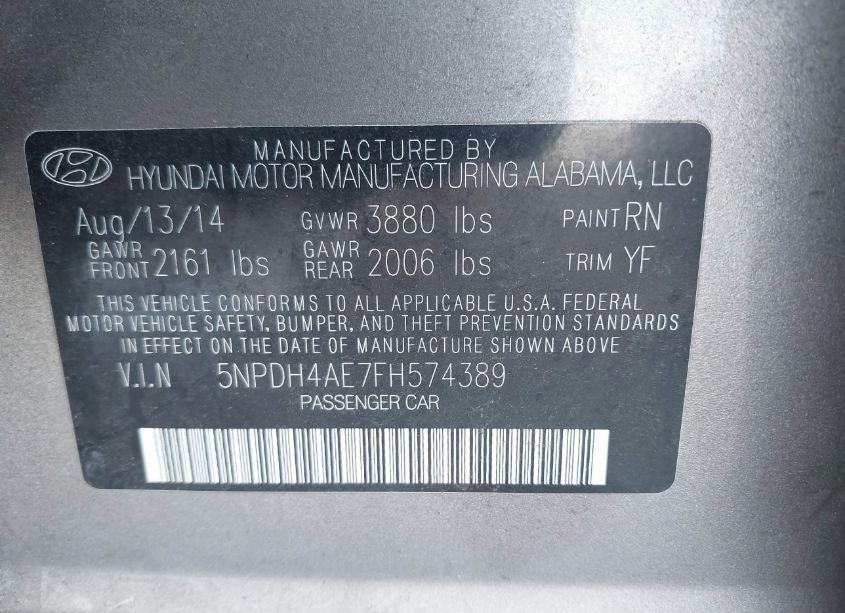 MANUFACTURED BY
HYUNDAI MOTOR MANUFACTURING ALABAMA, LLC
Aug/13/14 GVWR 3880 lbs PAINT RN
GAWR FRONT 2161 lbs GAWR REAR 2006 lbs TRIM YF
THIS VEHICLE CONFORMS TO ALL APPLICABLE U.S.A. FEDERAL
MOTOR VEHICLE SAFETY, BUMPER, AND THEFT PREVENTION STANDARDS
IN EFFECT ON THE DATE OF MANUFACTURE SHOWN ABOVE
V.I.N 5NPDH4AE7FH574389
PASSENGER CAR